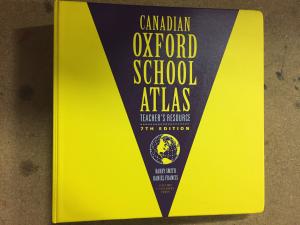 CANADIAN
OXFORD
SCHOOL
ATLAS
TEACHER'S RESOURCE
7TH EDITION
HARRY SMITH
DANIEL FRANCIS